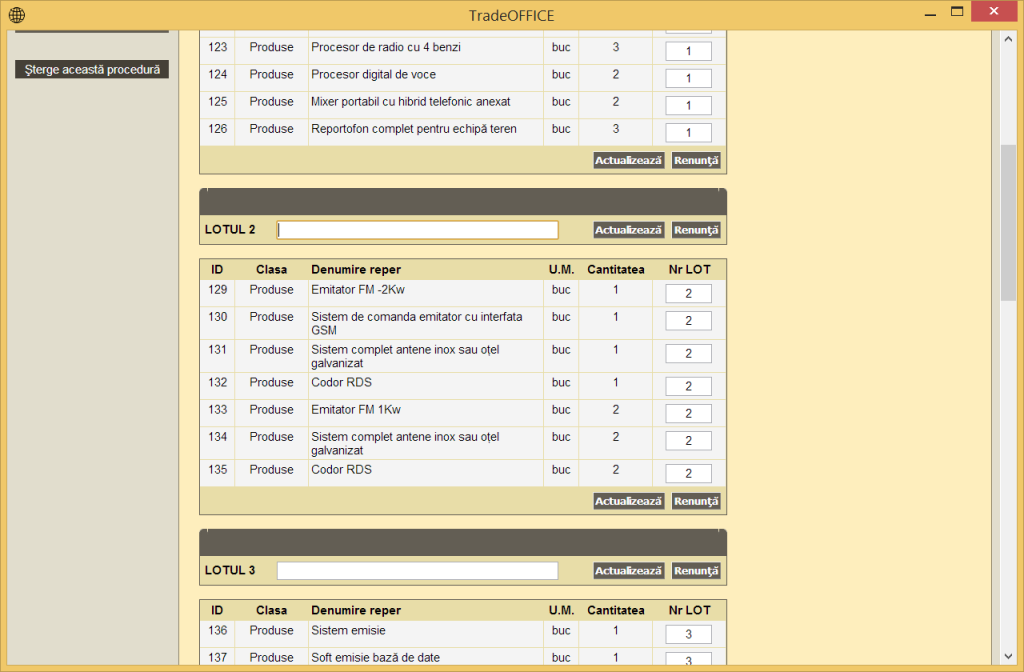 TradeOFFICE
Şterge această procedură
123 Produse Procesor de radio cu 4 benzi buc 3 1
124 Produse Procesor digital de voce buc 2 1
125 Produse Mixer portabil cu hibrid telefonic anexat buc 2 1
126 Produse Reportofon complet pentru echipă teren buc 3 1
Actualizează Renunţă
LOTUL 2 Actualizează Renunţă
ID Clasa Denumire reper U.M. Cantitatea Nr LOT
129 Produse Emitator FM -2Kw buc 1 2
130 Produse Sistem de comanda emitator cu interfata buc 1 2
GSM
131 Produse Sistem complet antene inox sau oţel buc 1 2
galvanizat
132 Produse Codor RDS buc 1 2
133 Produse Emitator FM 1Kw buc 2 2
134 Produse Sistem complet antene inox sau oţel buc 2 2
galvanizat
135 Produse Codor RDS buc 2 2
Actualizează Renunţă
LOTUL 3 Actualizează Renunţă
ID Clasa Denumire reper U.M. Cantitatea Nr LOT
136 Produse Sistem emisie buc 1 3
137 Produse Soft emisie bază de date buc 1 3